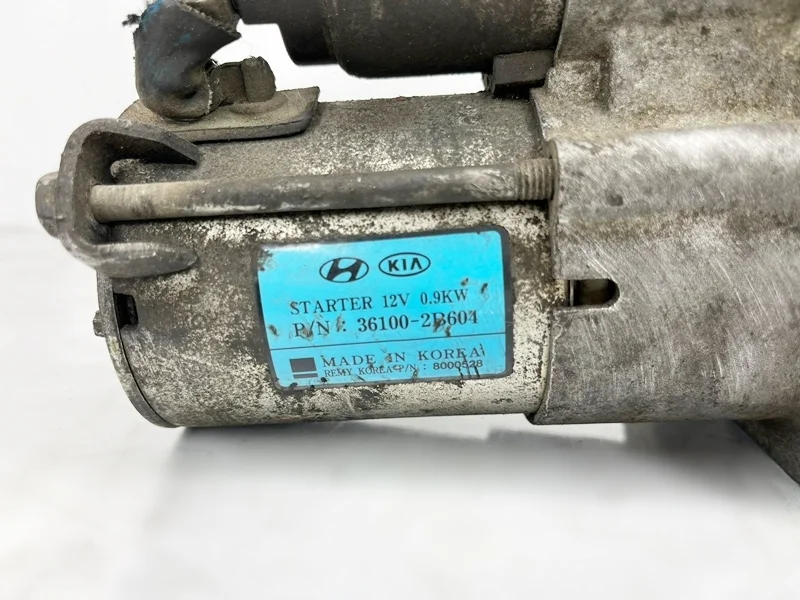 KIA
STARTER 12V 0.9KW
P/N : 36100-2B604
MADE IN KOREA
REMY KOREA P/N : 8000528